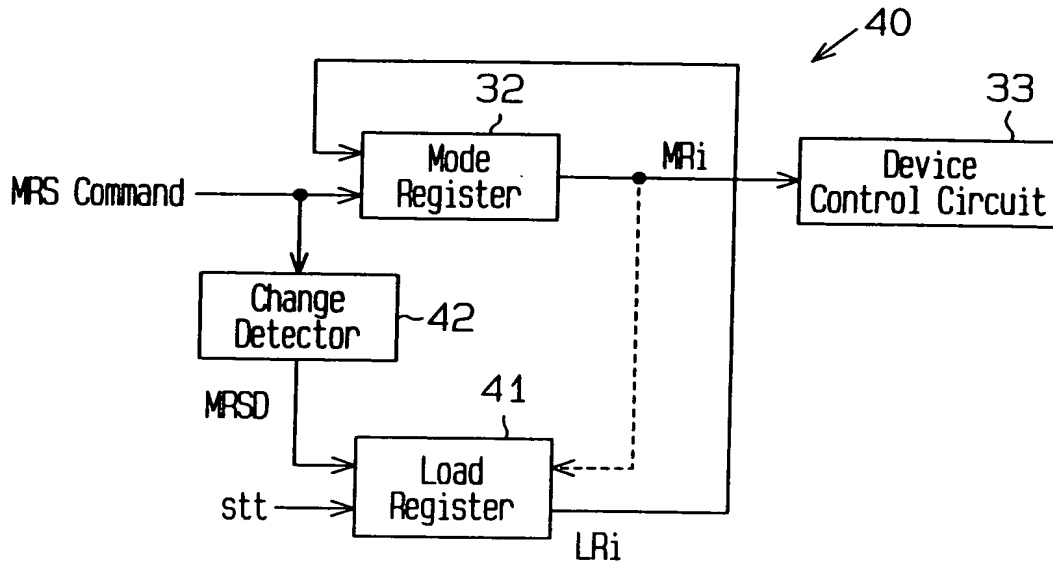 40
32
33
Mode
Register
MRi
Device
Control Circuit
MRS Command
Change
Detector
42
MRSD
41
Load
Register
stt
LRi